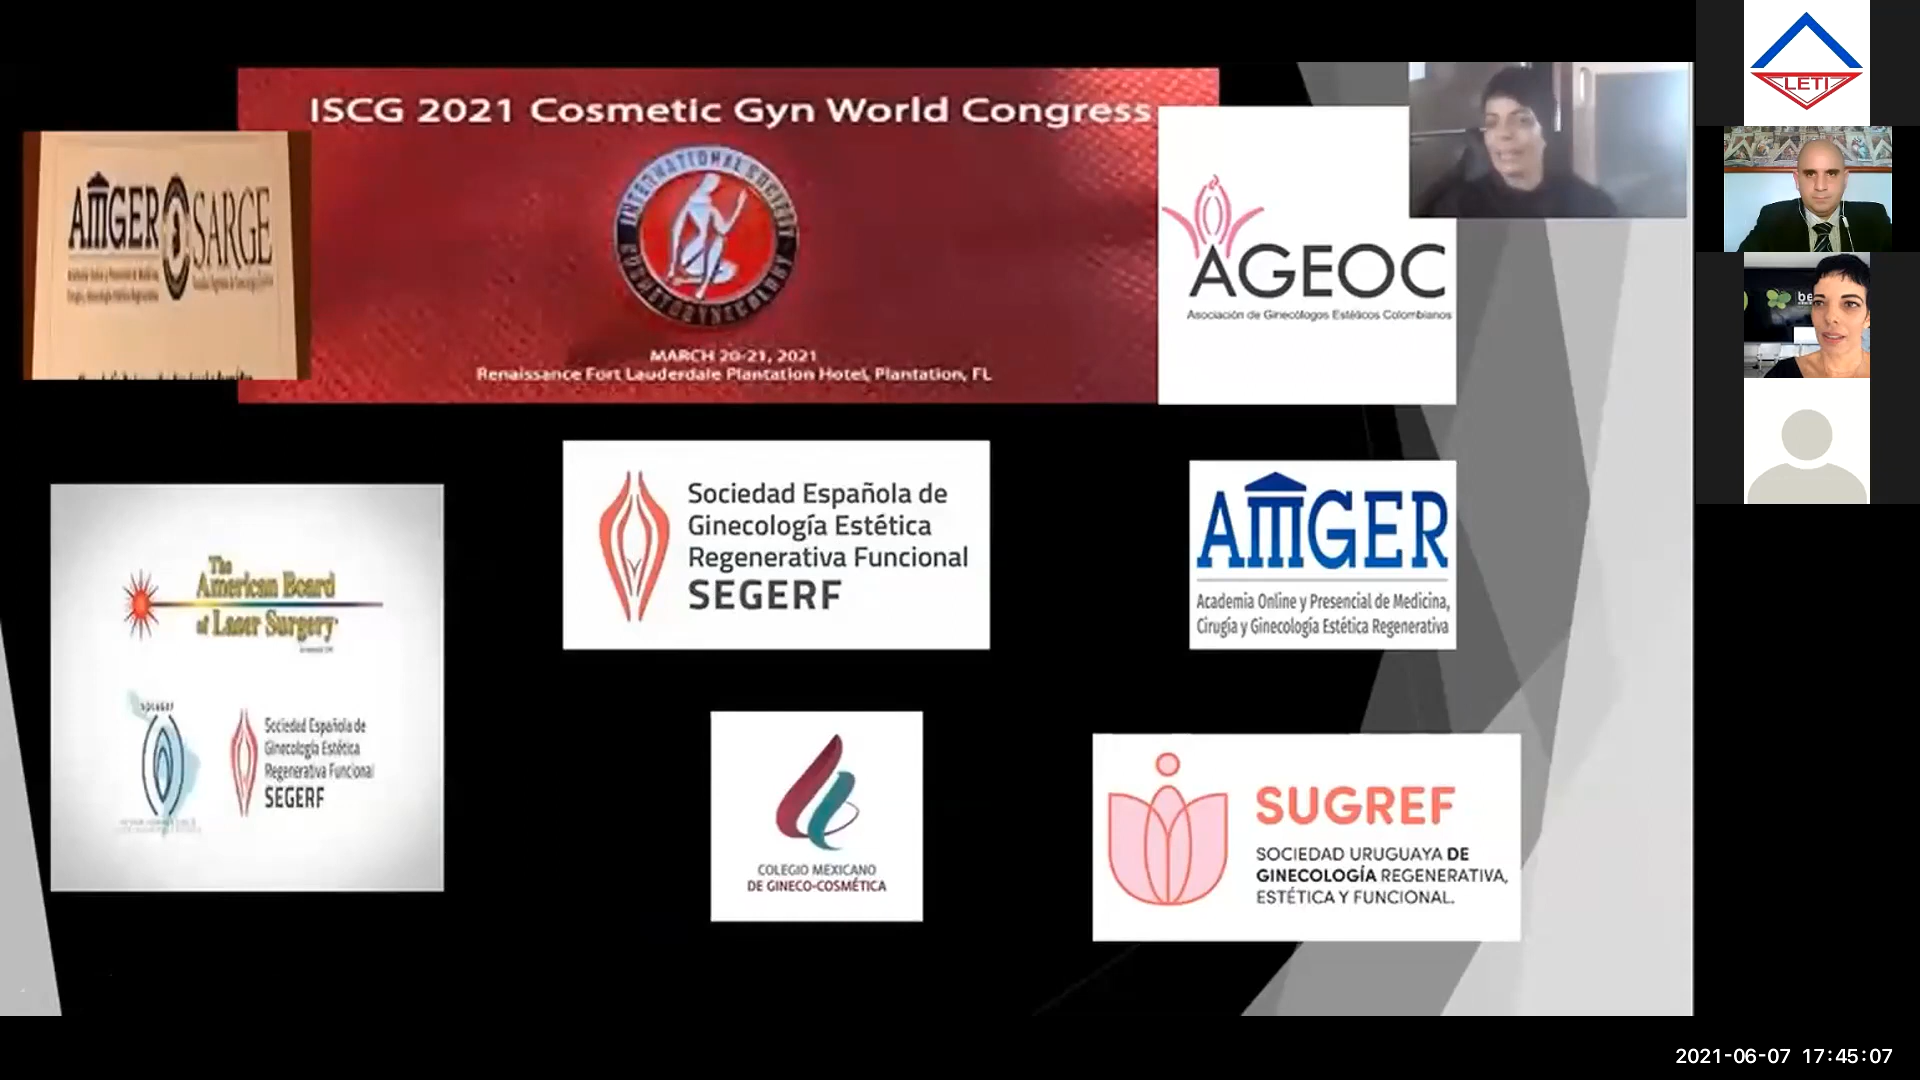 ISCG 2021 Cosmetic Gyn World Congress
INTERNATIONAL SOCIETY
COSMETOGYNECOLOGY
MARCH 20-21, 2021
Renaissance Fort Lauderdale Plantation Hotel, Plantation, FL
AMGER SARGE
AGEOC
Asociación de Ginecólogos Estéticos Colombianos
LETI
be
Sociedad Española de
Ginecología Estética
Regenerativa Funcional
SEGERF
AMGER
Academia Online y Presencial de Medicina,
Cirugía y Ginecología Estética Regenerativa
The
American Board
of Laser Surgery
Sociedad Española de
Ginecología Estética
Regenerativa Funcional
SEGERF
COLEGIO MEXICANO
DE GINECO-COSMÉTICA
SUGREF
SOCIEDAD URUGUAYA DE
GINECOLOGÍA REGENERATIVA,
ESTÉTICA Y FUNCIONAL.
2021-06-07 17:45:07